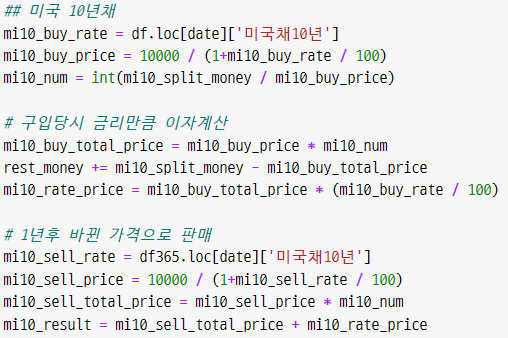 ## 미국 10년채
mi10_buy_rate = df.loc[date]['미국채10년']
mi10_buy_price = 10000 / (1+mi10_buy_rate / 100)
mi10_num = int(mi10_split_money / mi10_buy_price)
# 구입당시 금리만큼 이자계산
mi10_buy_total_price = mi10_buy_price * mi10_num
rest_money += mi10_split_money - mi10_buy_total_price
mi10_rate_price = mi10_buy_total_price * (mi10_buy_rate / 100)
# 1년후 바뀐 가격으로 판매
mi10_sell_rate = df365.loc[date]['미국채10년']
mi10_sell_price = 10000 / (1+mi10_sell_rate / 100)
mi10_sell_total_price = mi10_sell_price * mi10_num
mi10_result = mi10_sell_total_price + mi10_rate_price